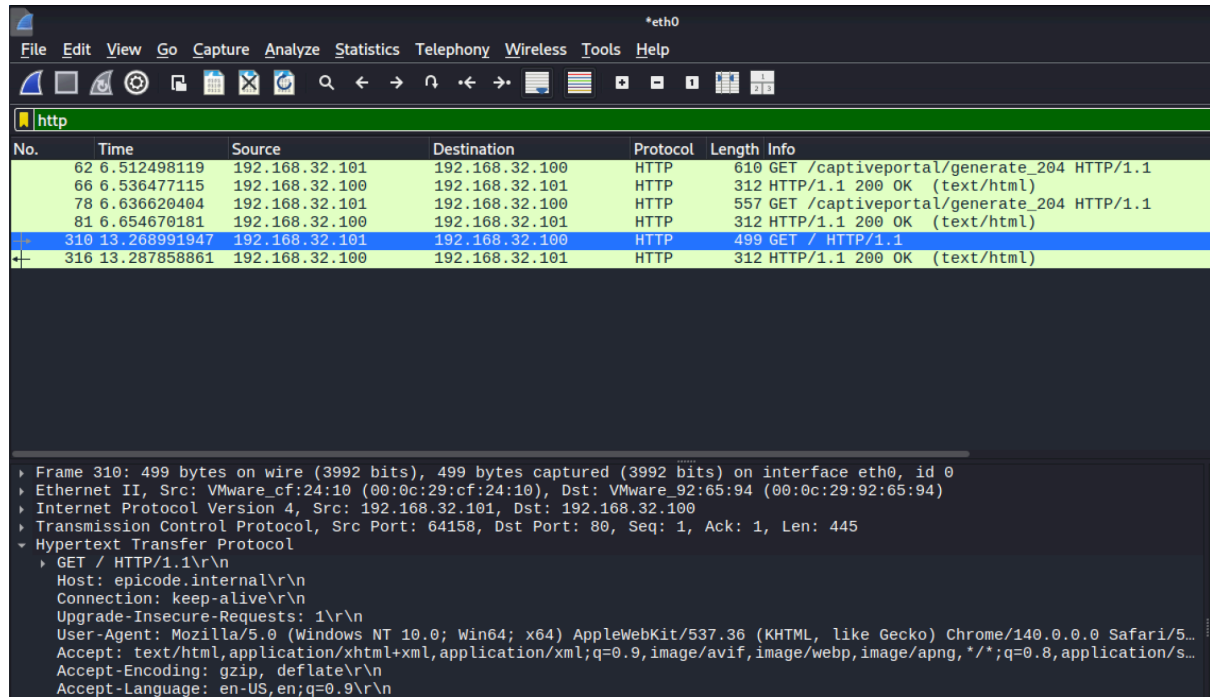 *eth0
File Edit View Go Capture Analyze Statistics Telephony Wireless Tools Help
http
No. Time Source Destination Protocol Length Info
62 6.512498119 192.168.32.101 192.168.32.100 HTTP 610 GET /captiveportal/generate_204 HTTP/1.1
66 6.536477115 192.168.32.100 192.168.32.101 HTTP 312 HTTP/1.1 200 OK (text/html)
78 6.636620404 192.168.32.101 192.168.32.100 HTTP 557 GET /captiveportal/generate_204 HTTP/1.1
81 6.654670181 192.168.32.100 192.168.32.101 HTTP 312 HTTP/1.1 200 OK (text/html)
310 13.268991947 192.168.32.101 192.168.32.100 HTTP 499 GET / HTTP/1.1
316 13.287858861 192.168.32.100 192.168.32.101 HTTP 312 HTTP/1.1 200 OK (text/html)
Frame 310: 499 bytes on wire (3992 bits), 499 bytes captured (3992 bits) on interface eth0, id 0
Ethernet II, Src: VMware_cf:24:10 (00:0c:29:cf:24:10), Dst: VMware_92:65:94 (00:0c:29:92:65:94)
Internet Protocol Version 4, Src: 192.168.32.101, Dst: 192.168.32.100
Transmission Control Protocol, Src Port: 64158, Dst Port: 80, Seq: 1, Ack: 1, Len: 445
Hypertext Transfer Protocol
GET / HTTP/1.1\r\n
Host: epicode.internal\r\n
Connection: keep-alive\r\n
Upgrade-Insecure-Requests: 1\r\n
User-Agent: Mozilla/5.0 (Windows NT 10.0; Win64; x64) AppleWebKit/537.36 (KHTML, like Gecko) Chrome/140.0.0.0 Safari/5…
Accept: text/html,application/xhtml+xml,application/xml;q=0.9,image/avif,image/webp,image/apng,*/*;q=0.8,application/s…
Accept-Encoding: gzip, deflate\r\n
Accept-Language: en-US,en;q=0.9\r\n